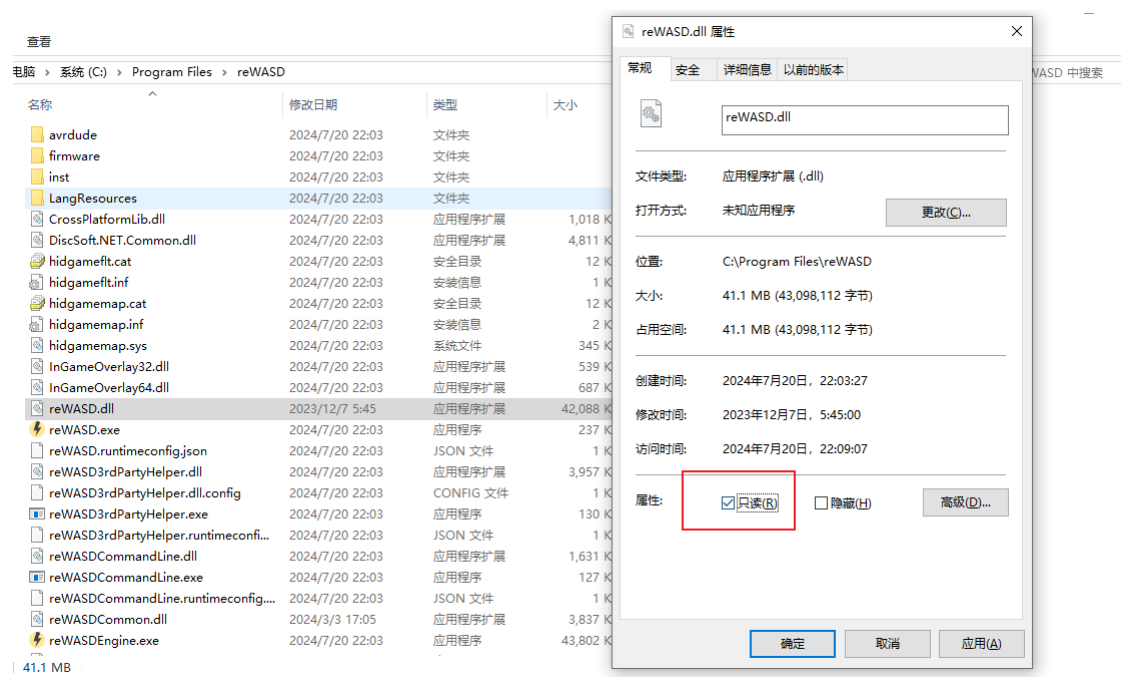 查看
电脑 › 系统 (C:) › Program Files › reWASD
WASD 中搜索
名称 修改日期 类型 大小
avrdude 2024/7/20 22:03 文件夹
firmware 2024/7/20 22:03 文件夹
inst 2024/7/20 22:03 文件夹
LangResources 2024/7/20 22:03 文件夹
CrossPlatformLib.dll 2024/7/20 22:03 应用程序扩展 1,018 K
DiscSoft.NET.Common.dll 2024/7/20 22:03 应用程序扩展 4,811 K
hidgameflt.cat 2024/7/20 22:03 安全目录 12 K
hidgameflt.inf 2024/7/20 22:03 安装信息 1 K
hidgamemap.cat 2024/7/20 22:03 安全目录 12 K
hidgamemap.inf 2024/7/20 22:03 安装信息 2 K
hidgamemap.sys 2024/7/20 22:03 系统文件 345 K
InGameOverlay32.dll 2024/7/20 22:03 应用程序扩展 539 K
InGameOverlay64.dll 2024/7/20 22:03 应用程序扩展 687 K
reWASD.dll 2023/12/7 5:45 应用程序扩展 42,088 K
reWASD.exe 2024/7/20 22:03 应用程序 237 K
reWASD.runtimeconfig.json 2024/7/20 22:03 JSON 文件 1 K
reWASD3rdPartyHelper.dll 2024/7/20 22:03 应用程序扩展 3,957 K
reWASD3rdPartyHelper.dll.config 2024/7/20 22:03 CONFIG 文件 1 K
reWASD3rdPartyHelper.exe 2024/7/20 22:03 应用程序 130 K
reWASD3rdPartyHelper.runtimeconfi... 2024/7/20 22:03 JSON 文件 1 K
reWASDCommandLine.dll 2024/7/20 22:03 应用程序扩展 1,631 K
reWASDCommandLine.exe 2024/7/20 22:03 应用程序 127 K
reWASDCommandLine.runtimeconfig.... 2024/7/20 22:03 JSON 文件 1 K
reWASDCommon.dll 2024/3/3 17:05 应用程序扩展 3,837 K
reWASDEngine.exe 2024/7/20 22:03 应用程序 43,802 K
41.1 MB
reWASD.dll 属性
常规 安全 详细信息 以前的版本
reWASD.dll
文件类型: 应用程序扩展 (.dll)
打开方式: 未知应用程序 更改(C)...
位置: C:\Program Files\reWASD
大小: 41.1 MB (43,098,112 字节)
占用空间: 41.1 MB (43,098,112 字节)
创建时间: 2024年7月20日，22:03:27
修改时间: 2023年12月7日，5:45:00
访问时间: 2024年7月20日，22:09:07
属性: 只读(R) 隐藏(H) 高级(D)...
确定 取消 应用(A)